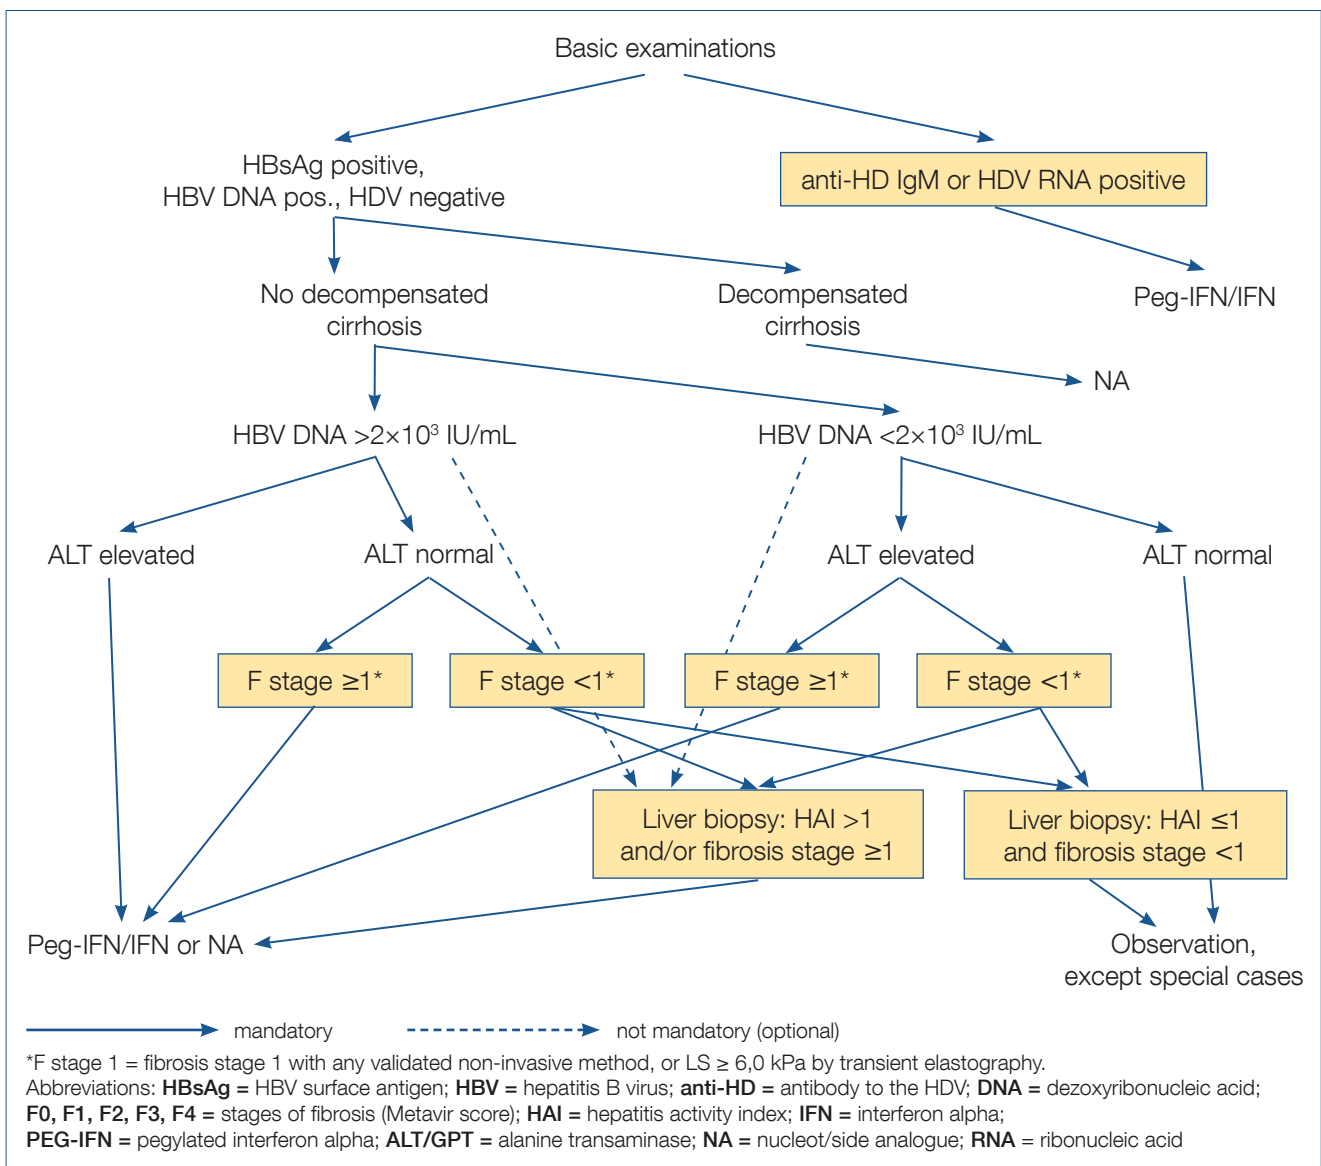 Basic examinations
HBsAg positive,
HBV DNA pos., HDV negative
anti-HD IgM or HDV RNA positive
No decompensated
cirrhosis
Decompensated
cirrhosis
Peg-IFN/IFN
NA
HBV DNA >2×10³ IU/mL
HBV DNA <2×10³ IU/mL
ALT elevated
ALT normal
ALT elevated
ALT normal
F stage ≥1*
F stage <1*
F stage ≥1*
F stage <1*
Liver biopsy: HAI >1
and/or fibrosis stage ≥1
Liver biopsy: HAI ≤1
and fibrosis stage <1
Peg-IFN/IFN or NA
Observation,
except special cases
mandatory
not mandatory (optional)
*F stage 1 = fibrosis stage 1 with any validated non-invasive method, or LS ≥ 6,0 kPa by transient elastography.
Abbreviations: HBsAg = HBV surface antigen; HBV = hepatitis B virus; anti-HD = antibody to the HDV; DNA = dezoxyribonucleic acid;
F0, F1, F2, F3, F4 = stages of fibrosis (Metavir score); HAI = hepatitis activity index; IFN = interferon alpha;
PEG-IFN = pegylated interferon alpha; ALT/GPT = alanine transaminase; NA = nucleot/side analogue; RNA = ribonucleic acid